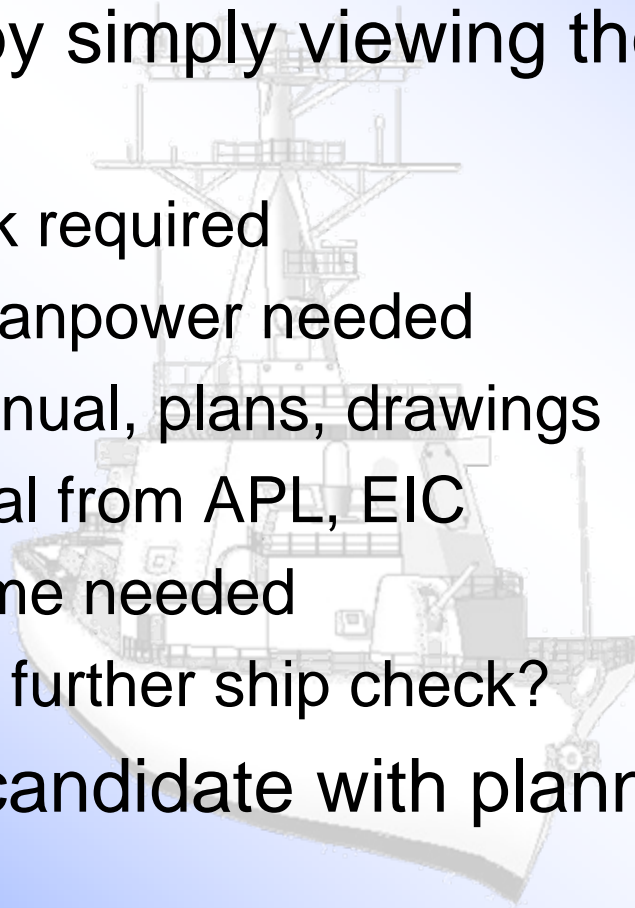 by simply viewing the
k required
anpower needed
nual, plans, drawings
al from APL, EIC
me needed
further ship check?
candidate with plann